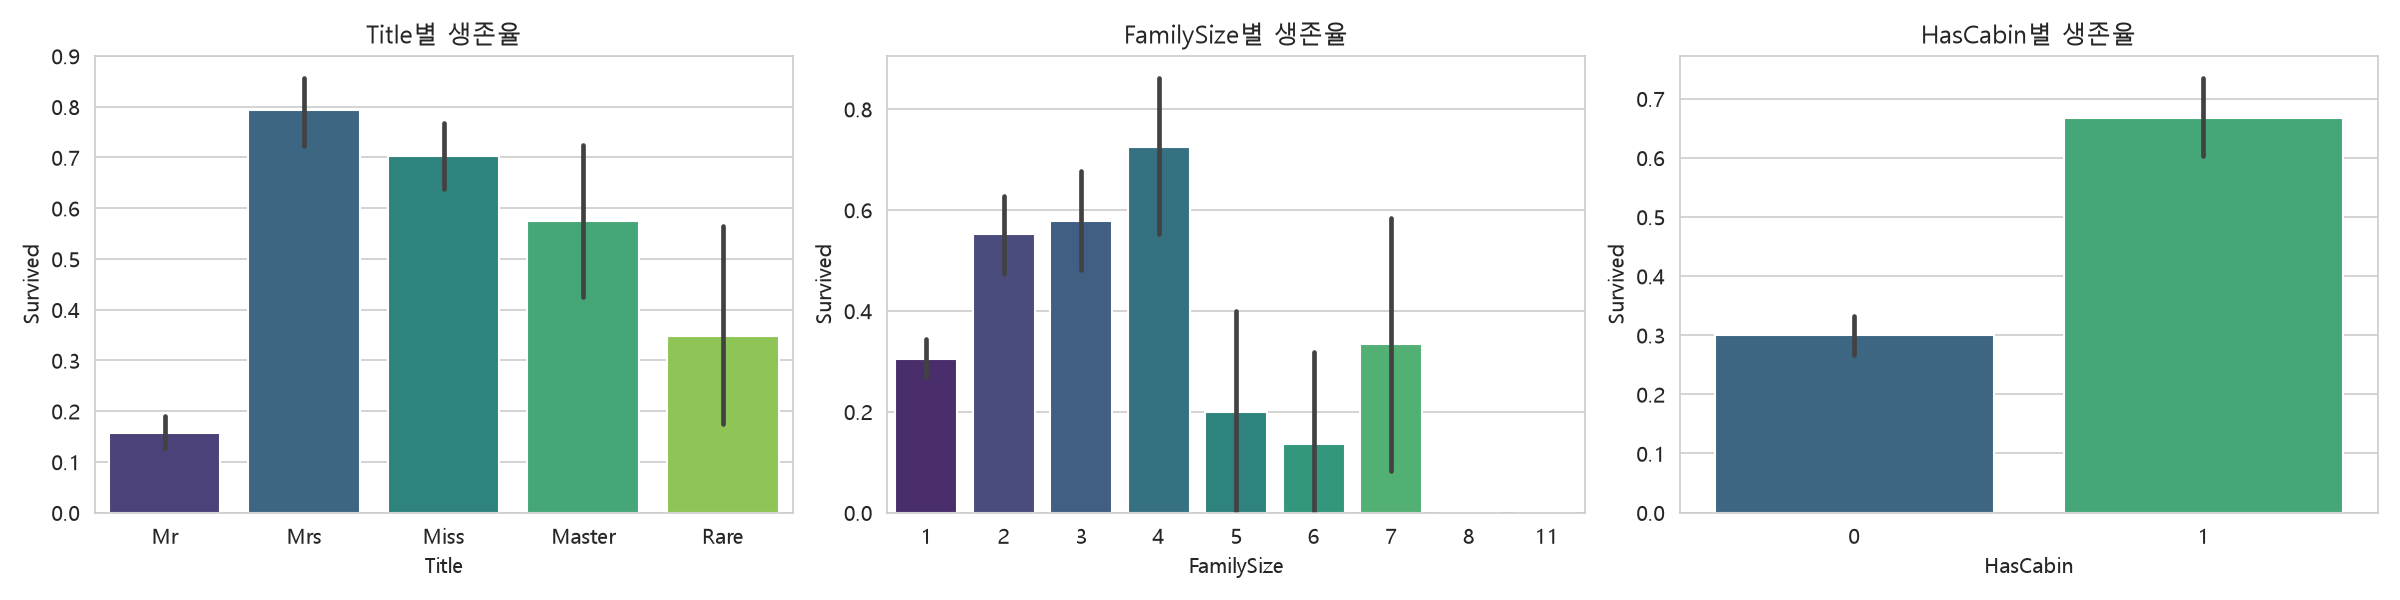 Title별 생존율
0.9
0.8
0.7
0.6
0.5
0.4
0.3
0.2
0.1
0.0
Survived
Mr Mrs Miss Master Rare
Title
FamilySize별 생존율
0.8
0.6
0.4
0.2
0.0
Survived
1 2 3 4 5 6 7 8 11
FamilySize
HasCabin별 생존율
0.7
0.6
0.5
0.4
0.3
0.2
0.1
0.0
Survived
0 1
HasCabin